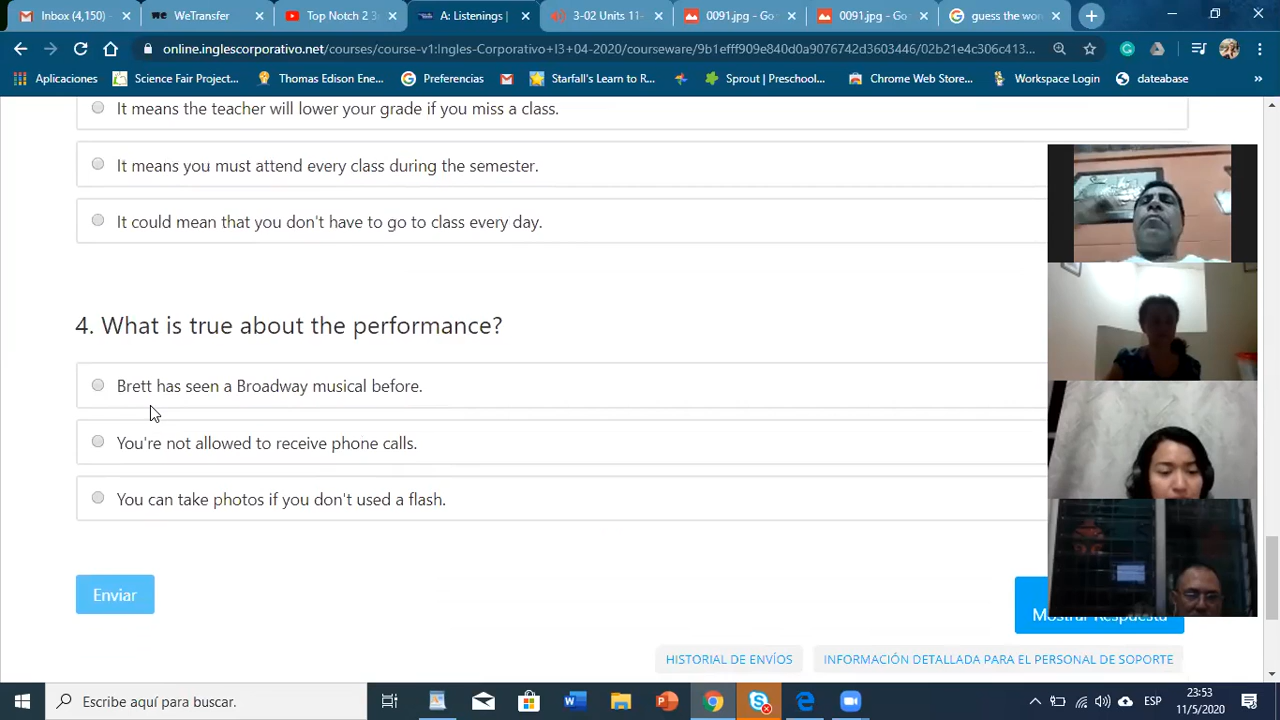 Inbox (4,150)
WeTransfer
Top Notch 2 3
A: Listenings |
3-02 Units 11-
0091.jpg - Go
0091.jpg - Go
guess the wo
online.inglescorporativo.net/courses/course-v1:Ingles-Corporativo+I3+04-2020/courseware/9b1efff909e840d0a9076742d3603446/02b21e4c306c413...
Aplicaciones
Science Fair Project...
Thomas Edison Ene...
Preferencias
Starfall's Learn to R...
Sprout | Preschool...
Chrome Web Store...
Workspace Login
dateabase
»
It means the teacher will lower your grade if you miss a class.
It means you must attend every class during the semester.
It could mean that you don't have to go to class every day.
4. What is true about the performance?
Brett has seen a Broadway musical before.
You're not allowed to receive phone calls.
You can take photos if you don't used a flash.
Enviar
Mostrar Respuesta
HISTORIAL DE ENVÍOS
INFORMACIÓN DETALLADA PARA EL PERSONAL DE SOPORTE
Escribe aquí para buscar.
ESP
23:53
11/5/2020